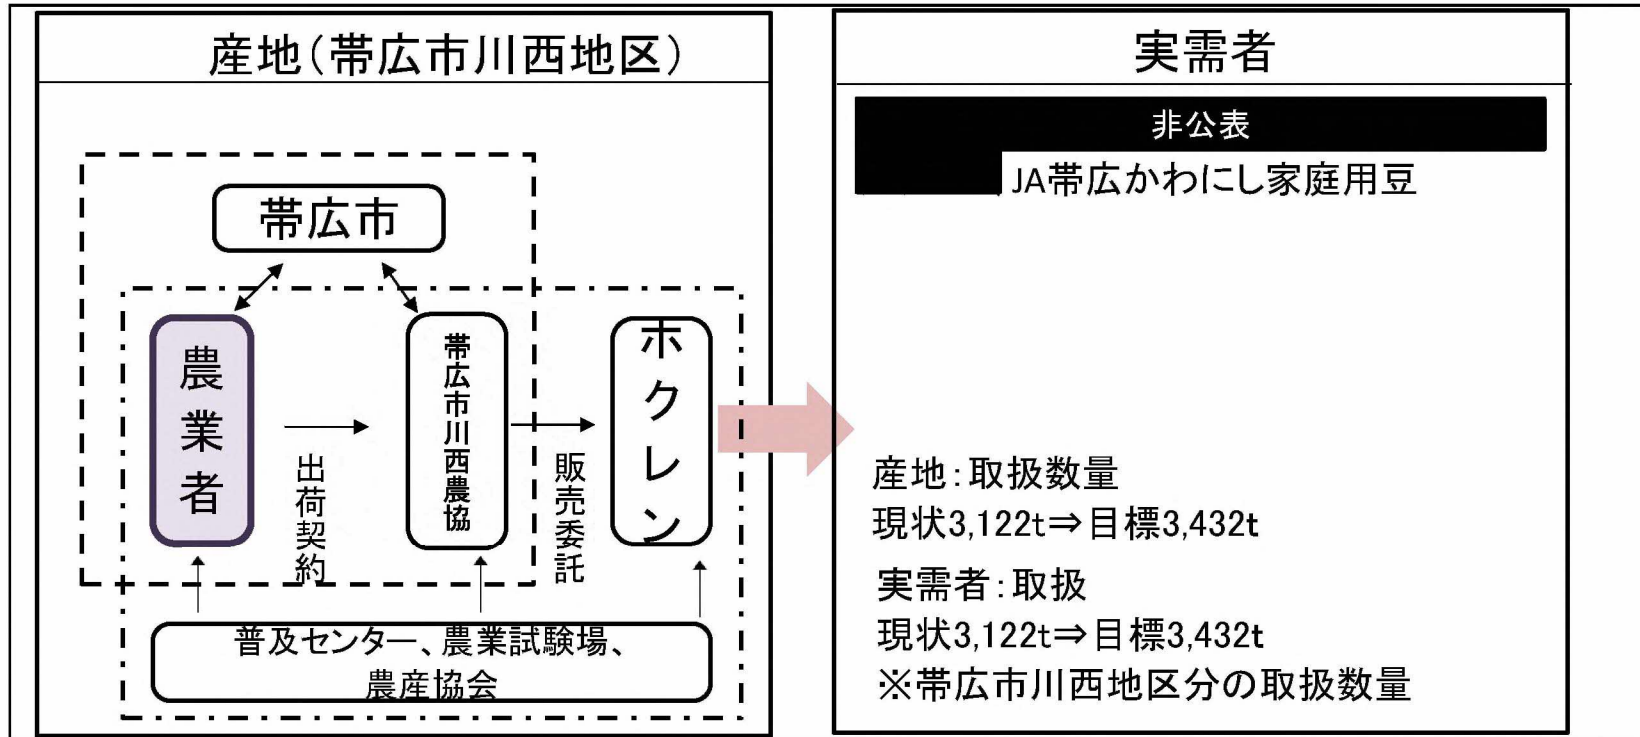 産地（帯広市川西地区）
帯広市
農業者
出荷契約
帯広市川西農協
販売委託
ホクレン
普及センター、農業試験場、
農産協会
実需者
非公表
JA帯広かわにし家庭用豆
産地：取扱数量
現状3,122t⇒目標3,432t
実需者：取扱
現状3,122t⇒目標3,432t
※帯広市川西地区分の取扱数量